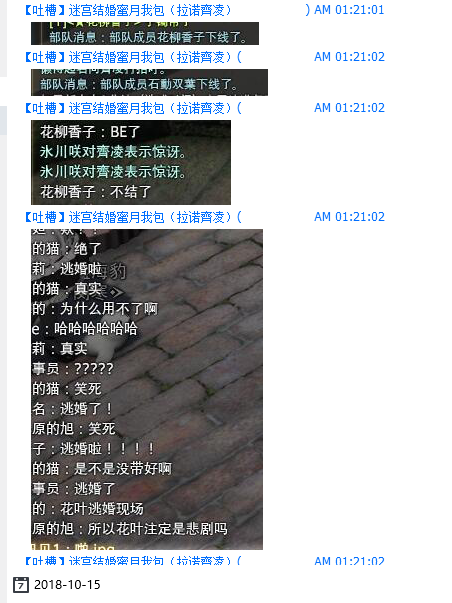 【吐槽】迷宫结婚蜜月我包（拉诺齊凌） ) AM 01:21:01
部队消息：部队成员花柳香子下线了。
【吐槽】迷宫结婚蜜月我包（拉诺齊凌）( AM 01:21:02
部队消息：部队成员石動双葉下线了。
【吐槽】迷宫结婚蜜月我包（拉诺齊凌）( AM 01:21:02
花柳香子：BE了
氷川咲对齊凌表示惊讶。
氷川咲对齊凌表示惊讶。
花柳香子：不结了
【吐槽】迷宫结婚蜜月我包（拉诺齊凌）( AM 01:21:02
的猫：绝了
莉：逃婚啦
海豹
的猫：真实
的：为什么用不了啊
e：哈哈哈哈哈哈
莉：真实
事员：?????
的猫：笑死
名：逃婚了！
原的旭：笑死
子：逃婚啦！！！！
的猫：是不是没带好啊
事员：逃婚了
的：花叶逃婚现场
原的旭：所以花叶注定是悲剧吗
【吐槽】迷宫结婚蜜月我包（拉诺齊凌）( AM 01:21:02
7 2018-10-15